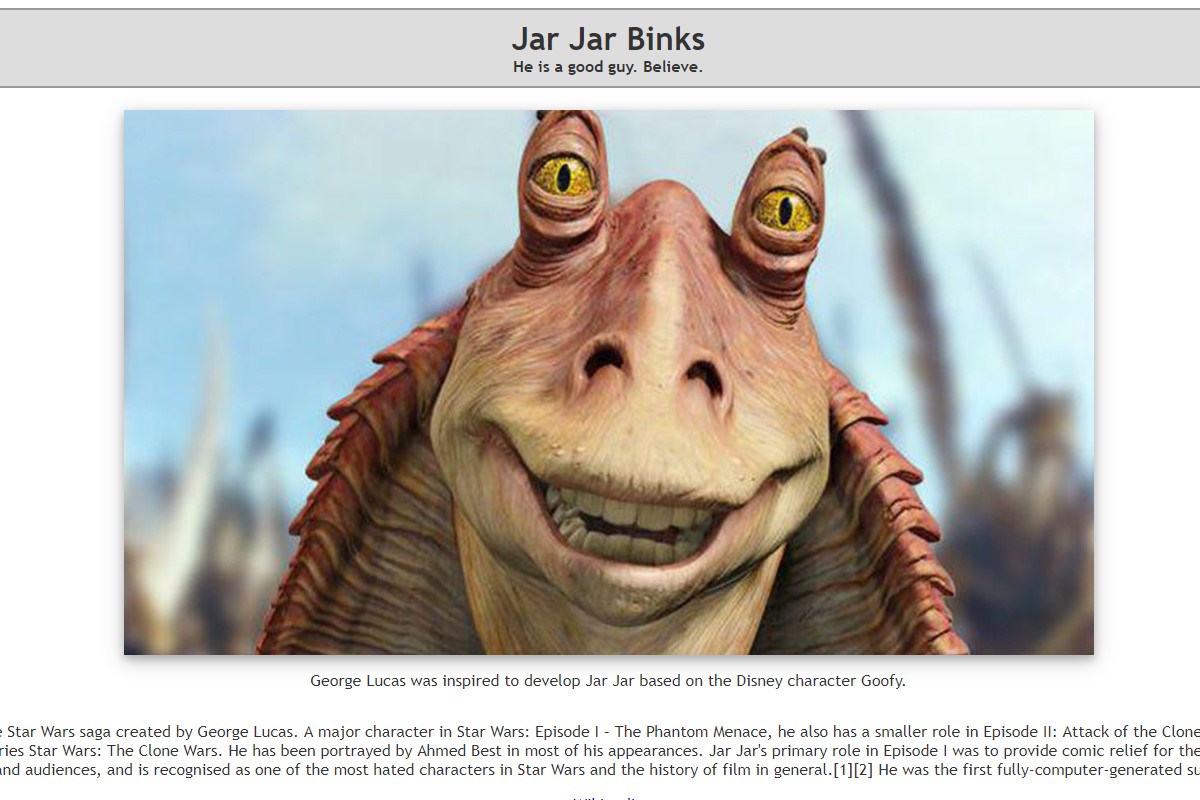 Jar Jar Binks
He is a good guy. Believe.
George Lucas was inspired to develop Jar Jar based on the Disney character Goofy.
Star Wars saga created by George Lucas. A major character in Star Wars: Episode I – The Phantom Menace, he also has a smaller role in Episode II: Attack of the Clone
ries Star Wars: The Clone Wars. He has been portrayed by Ahmed Best in most of his appearances. Jar Jar's primary role in Episode I was to provide comic relief for the
and audiences, and is recognised as one of the most hated characters in Star Wars and the history of film in general.[1][2] He was the first fully-computer-generated su